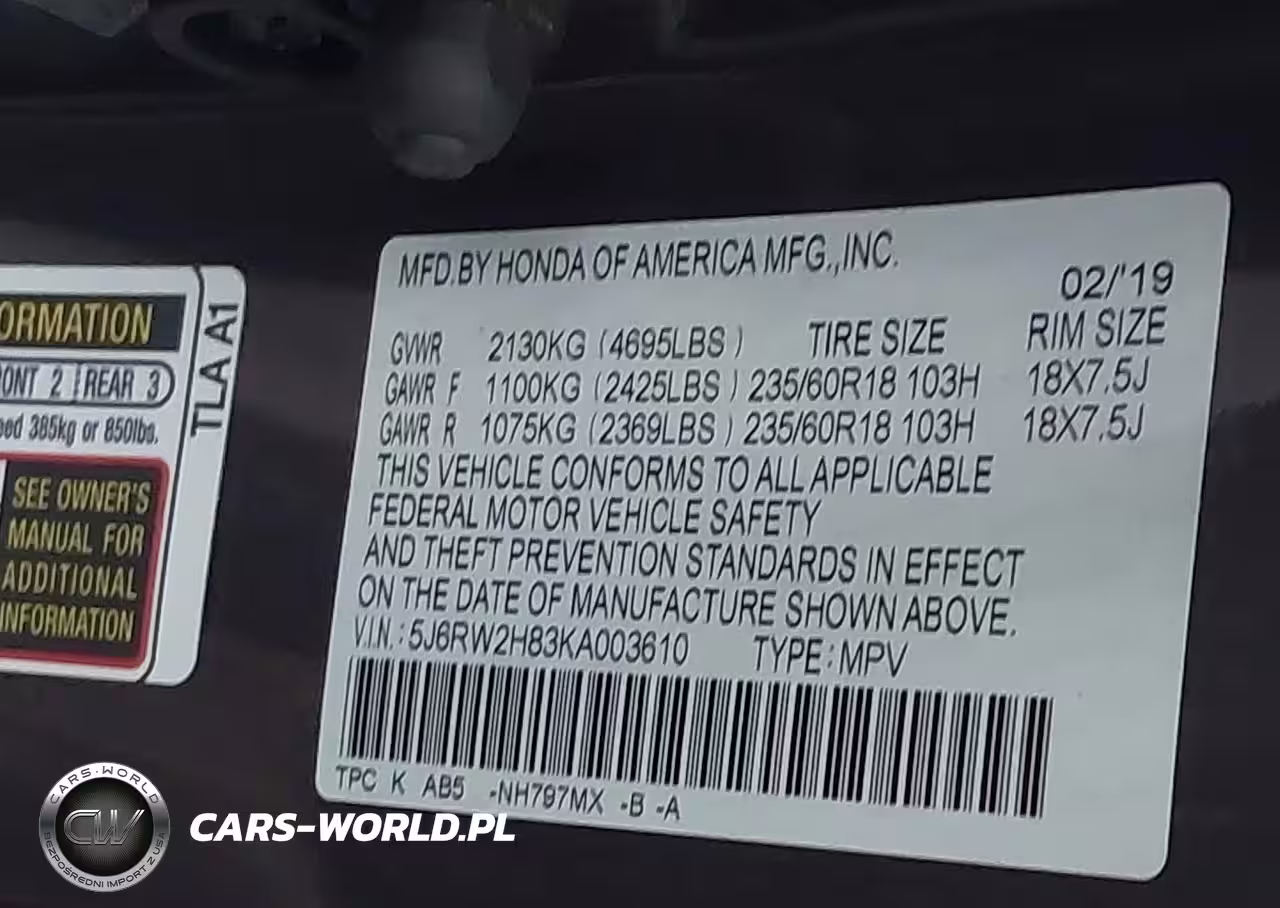 ORMATION
ONT 2 REAR 3
385kg or 850lbs.
SEE OWNER'S
MANUAL FOR
ADDITIONAL
INFORMATION
TLA A1
MFD.BY HONDA OF AMERICA MFG.,INC.
02/'19
GVWR 2130KG (4695LBS) TIRE SIZE RIM SIZE
GAWR F 1100KG (2425LBS) 235/60R18 103H 18X7.5J
GAWR R 1075KG (2369LBS) 235/60R18 103H 18X7.5J
THIS VEHICLE CONFORMS TO ALL APPLICABLE
FEDERAL MOTOR VEHICLE SAFETY
AND THEFT PREVENTION STANDARDS IN EFFECT
ON THE DATE OF MANUFACTURE SHOWN ABOVE.
V.I.N.: 5J6RW2H83KA003610 TYPE: MPV
TPC K AB5 -NH797MX -B -A
CARS-WORLD
CW
BEZPOŚREDNI IMPORT Z USA
CARS-WORLD.PL